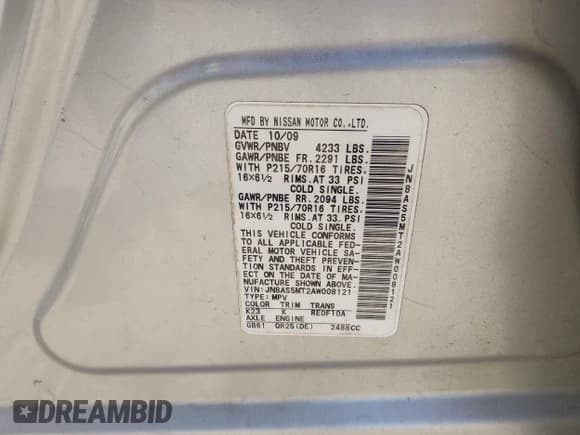 MFD BY NISSAN MOTOR CO.,LTD.
DATE 10/09
GVWR/PNBV 4233 LBS.
GAWR/PNBE FR. 2291 LBS.
WITH P215/70R16 TIRES.
16X6½ RIMS.AT 33 PSI
COLD SINGLE.
GAWR/PNBE RR. 2094 LBS.
WITH P215/70R16 TIRES.
16X6½ RIMS.AT 33. PSI
COLD SINGLE.
THIS VEHICLE CONFORMS
TO ALL APPLICABLE FED-
ERAL MOTOR VEHICLE SA-
FETY AND THEFT PREVENT-
ION STANDARDS IN EFF-
ECT ON THE DATE OF MA-
NUFACTURE SHOWN ABOVE.
VIN:JN8AS5MT2AW008121
TYPE:MPV
COLOR TRIM TRANS
K23 K RE0F10A
AXLE ENGINE
GB61 QR25(DE) 2488CC
JN8AS5MT2AW008121
DREAMBID